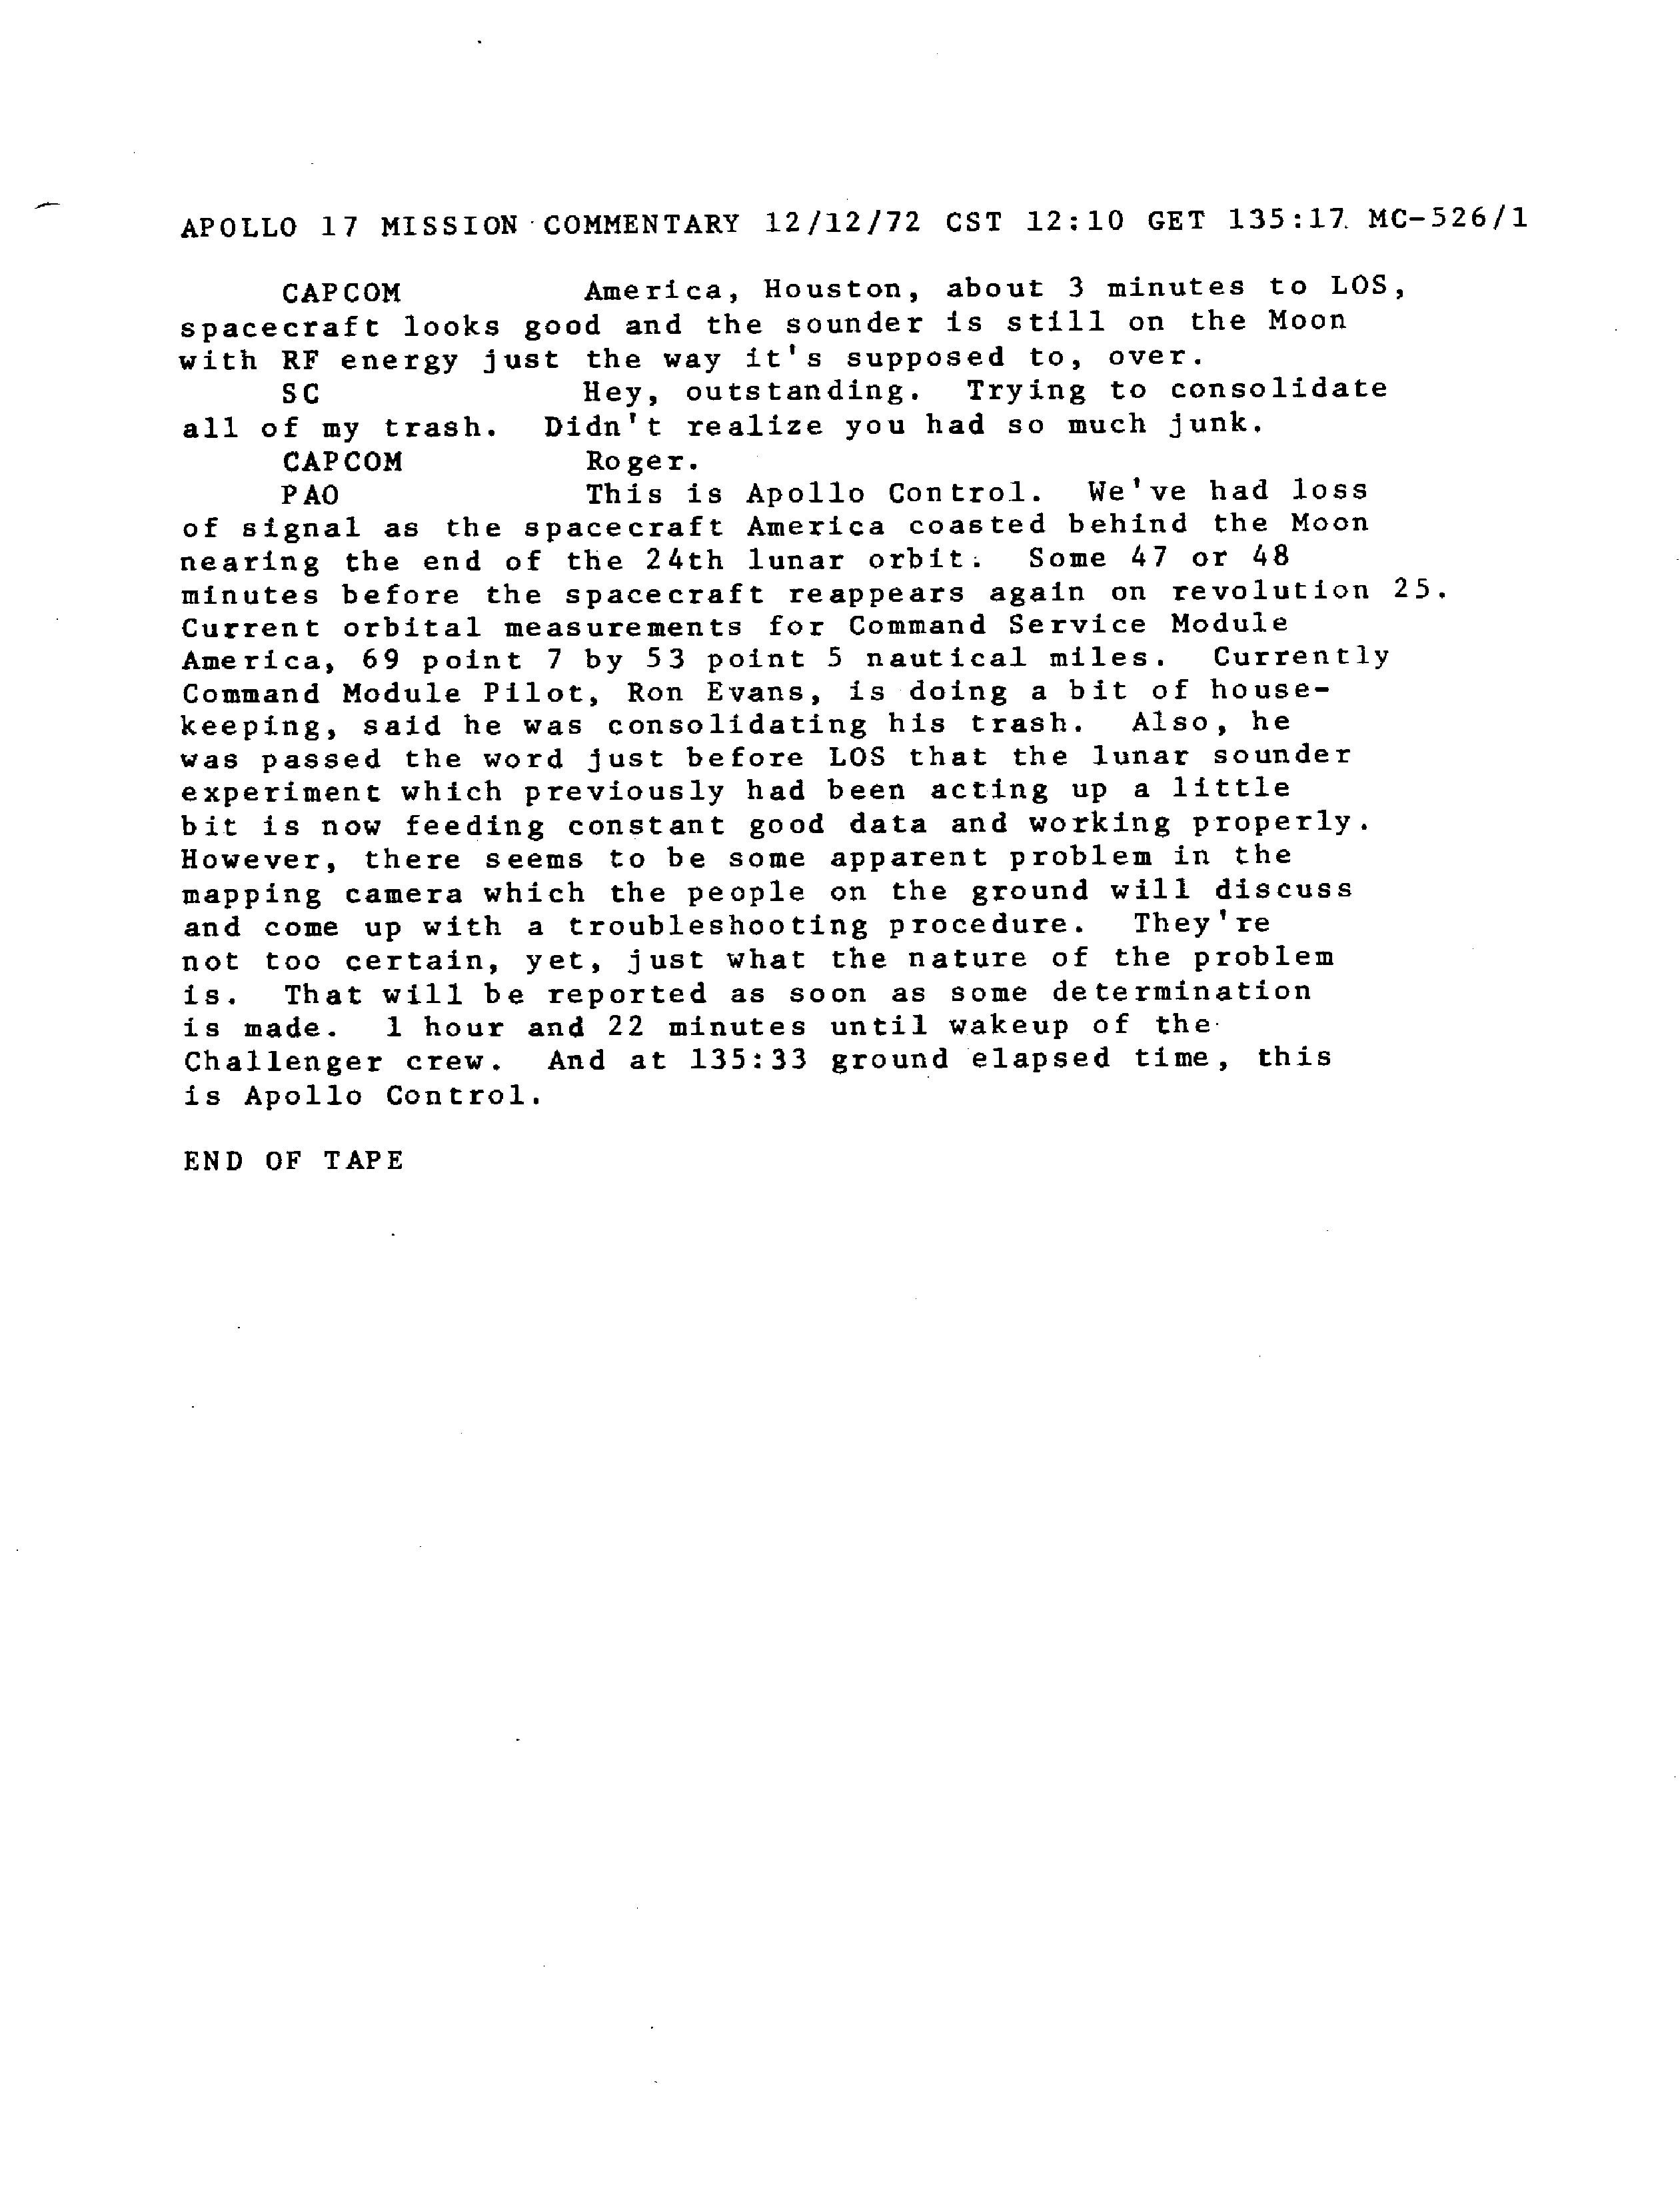 APOLLO 17 MISSION COMMENTARY 12/12/72 CST 12:10 GET 135:17 MC-526/1
CAPCOM America, Houston, about 3 minutes to LOS,
spacecraft looks good and the sounder is still on the Moon
with RF energy just the way it's supposed to, over.
SC Hey, outstanding. Trying to consolidate
all of my trash. Didn't realize you had so much junk.
CAPCOM Roger.
PAO This is Apollo Control. We've had loss
of signal as the spacecraft America coasted behind the Moon
nearing the end of the 24th lunar orbit. Some 47 or 48
minutes before the spacecraft reappears again on revolution 25.
Current orbital measurements for Command Service Module
America, 69 point 7 by 53 point 5 nautical miles. Currently
Command Module Pilot, Ron Evans, is doing a bit of house-
keeping, said he was consolidating his trash. Also, he
was passed the word just before LOS that the lunar sounder
experiment which previously had been acting up a little
bit is now feeding constant good data and working properly.
However, there seems to be some apparent problem in the
mapping camera which the people on the ground will discuss
and come up with a troubleshooting procedure. They're
not too certain, yet, just what the nature of the problem
is. That will be reported as soon as some determination
is made. 1 hour and 22 minutes until wakeup of the
Challenger crew. And at 135:33 ground elapsed time, this
is Apollo Control.
END OF TAPE